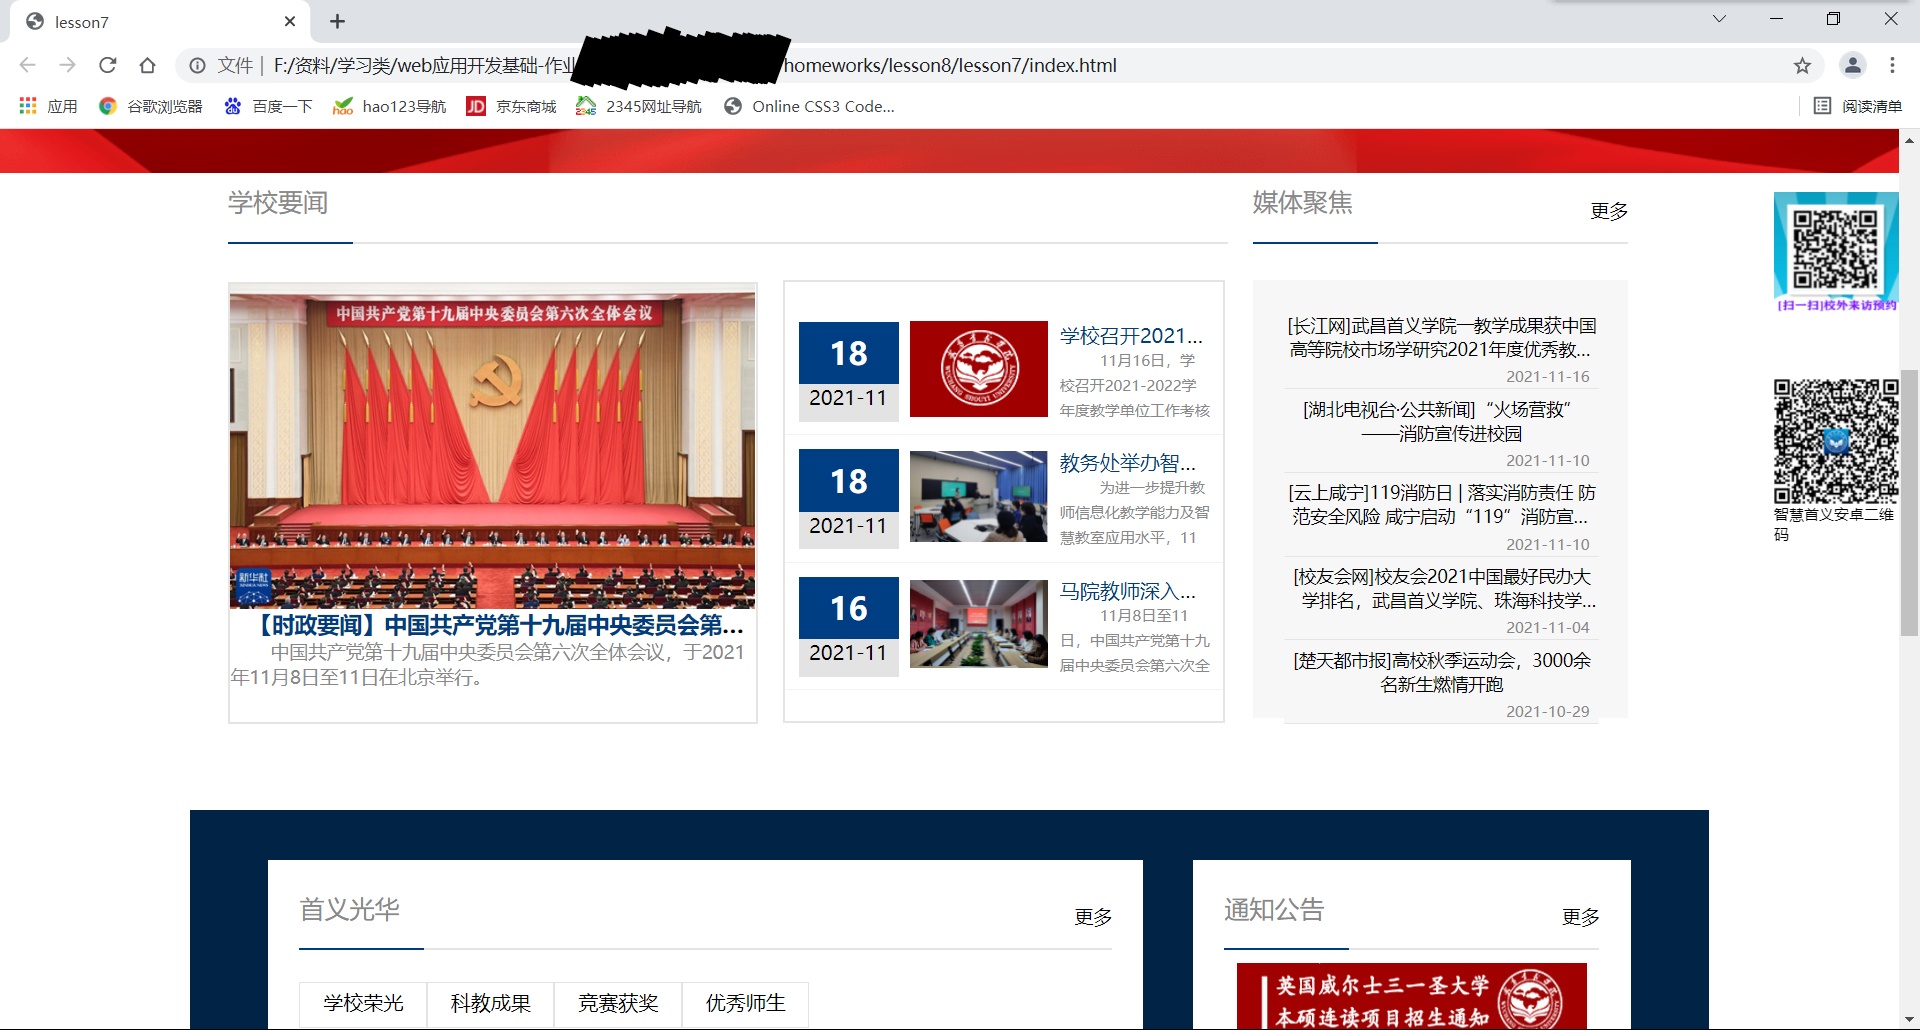 lesson7
文件 | F:/资料/学习类/web应用开发基础-作业
homeworks/lesson8/lesson7/index.html
应用 谷歌浏览器 百度一下 hao123导航 京东商城 2345网址导航 Online CSS3 Code... 阅读清单
学校要闻
媒体聚焦
更多
[扫一扫]校外来访预约
智慧首义安卓二维
码
中国共产党第十九届中央委员会第六次全体会议
新华社
【时政要闻】中国共产党第十九届中央委员会第...
中国共产党第十九届中央委员会第六次全体会议，于2021
年11月8日至11日在北京举行。
18
2021-11
武昌首义学院
WUCHANG SHOUYI UNIVERSITY
学校召开2021...
11月16日，学
校召开2021-2022学
年度教学单位工作考核
18
2021-11
教务处举办智...
为进一步提升教
师信息化教学能力及智
慧教室应用水平，11
16
2021-11
马院教师深入...
11月8日至11
日，中国共产党第十九
届中央委员会第六次全
[长江网]武昌首义学院一教学成果获中国
高等院校市场学研究2021年度优秀教...
2021-11-16
[湖北电视台·公共新闻]“火场营救”
——消防宣传进校园
2021-11-10
[云上咸宁]119消防日 | 落实消防责任 防
范安全风险 咸宁启动“119”消防宣...
2021-11-10
[校友会网]校友会2021中国最好民办大
学排名，武昌首义学院、珠海科技学...
2021-11-04
[楚天都市报]高校秋季运动会，3000余
名新生燃情开跑
2021-10-29
首义光华
更多
学校荣光 科教成果 竞赛获奖 优秀师生
通知公告
更多
英国威尔士三一圣大学
本硕连读项目招生通知